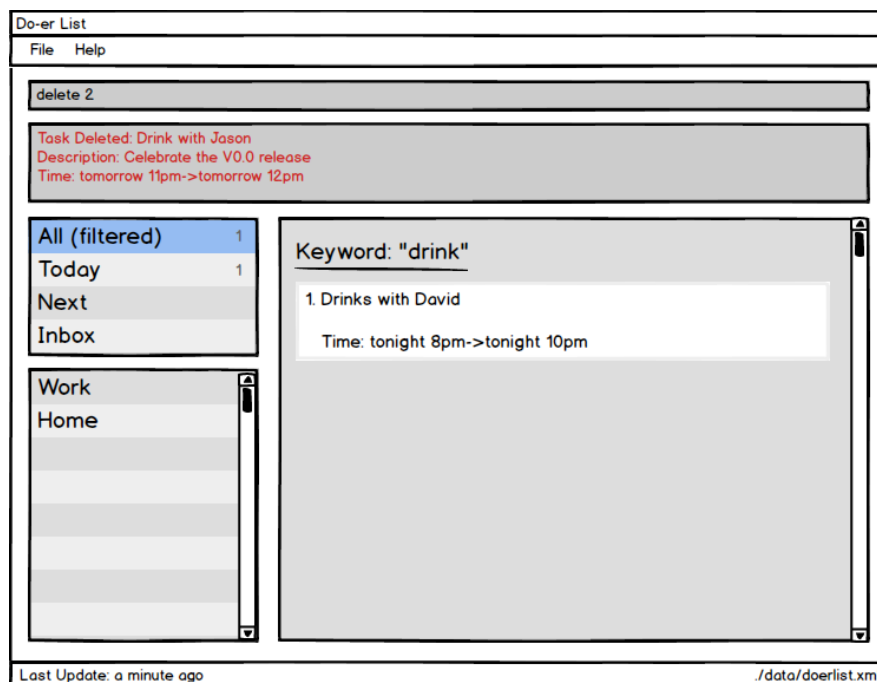 Do-er List
File Help
delete 2
Task Deleted: Drink with Jason
Description: Celebrate the V0.0 release
Time: tomorrow 11pm->tomorrow 12pm
All (filtered) 1
Today 1
Next
Inbox
Work
Home
Keyword: "drink"
1. Drinks with David
Time: tonight 8pm->tonight 10pm
Last Update: a minute ago
./data/doerlist.xm